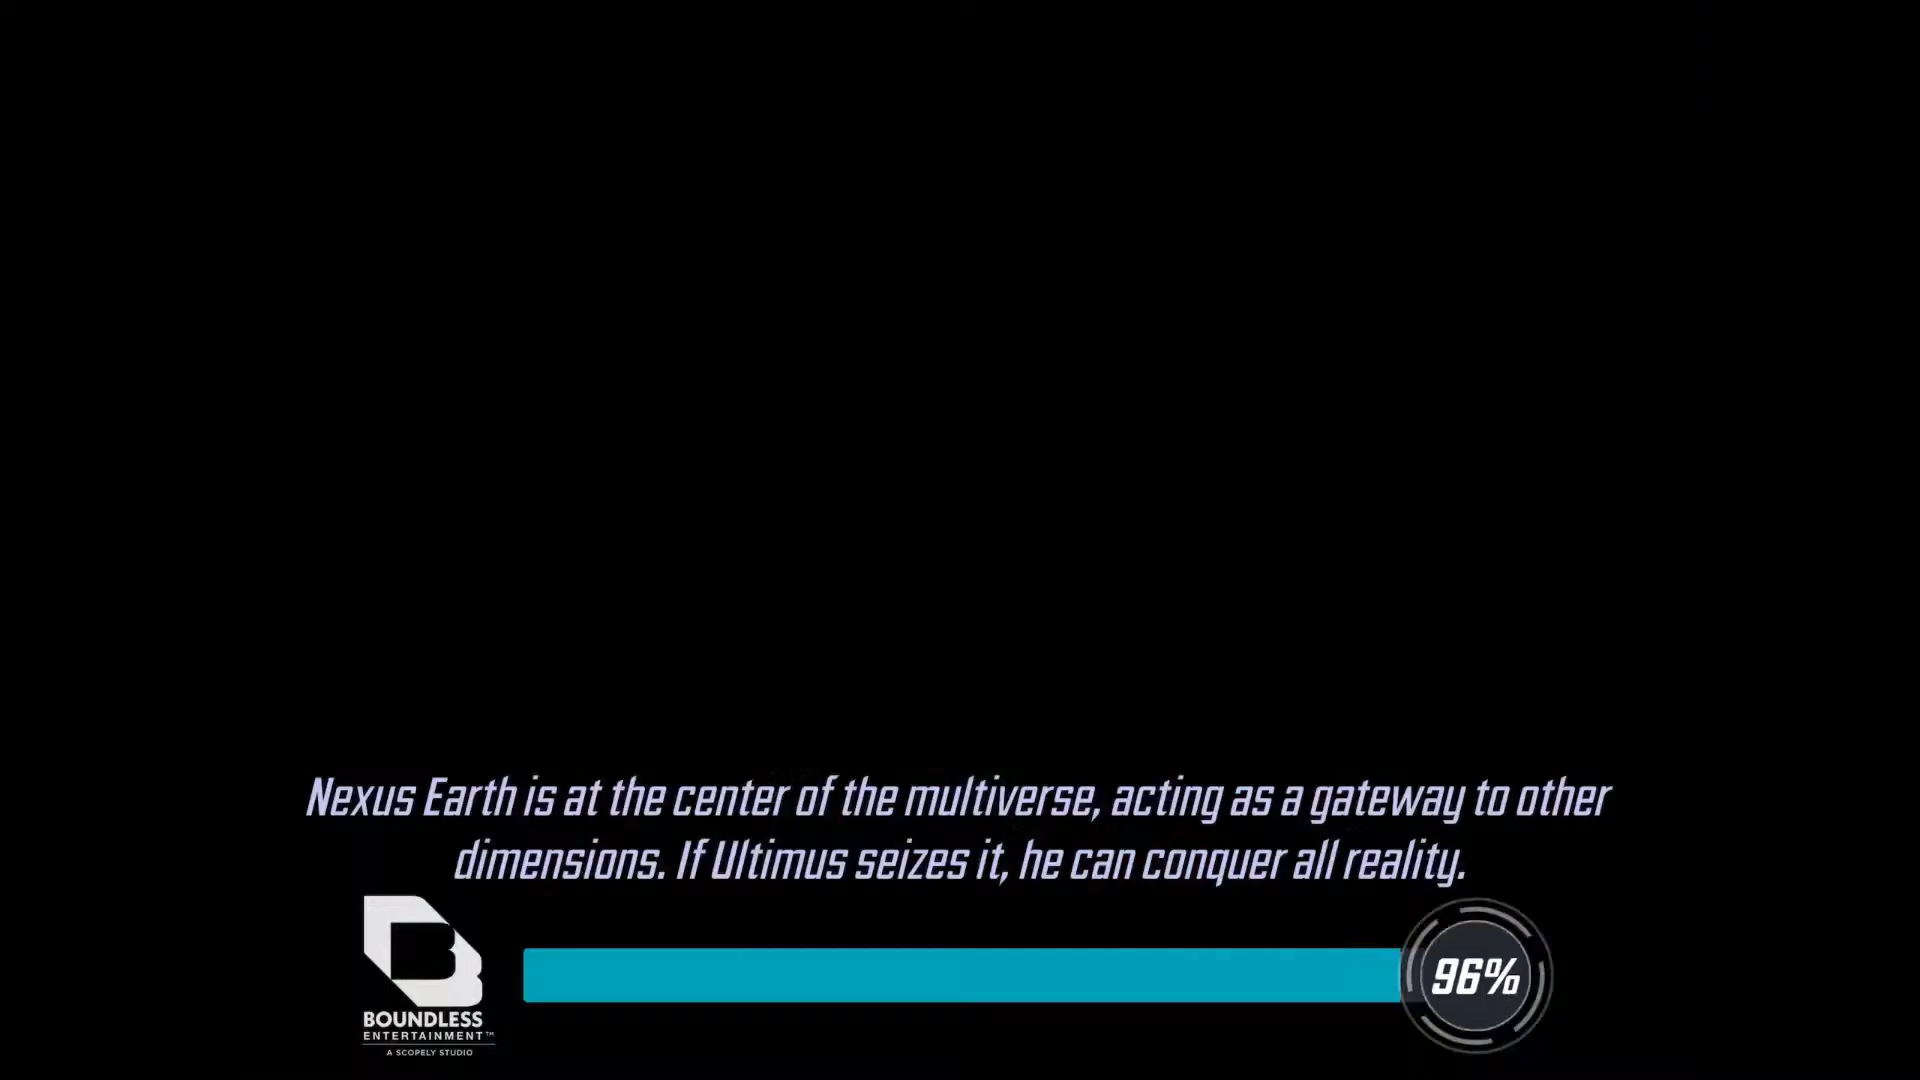 Nexus Earth is at the center of the multiverse, acting as a gateway to other
dimensions. If Ultimus seizes it, he can conquer all reality.
96%
BOUNDLESS
ENTERTAINMENT™
A SCOPELY STUDIO